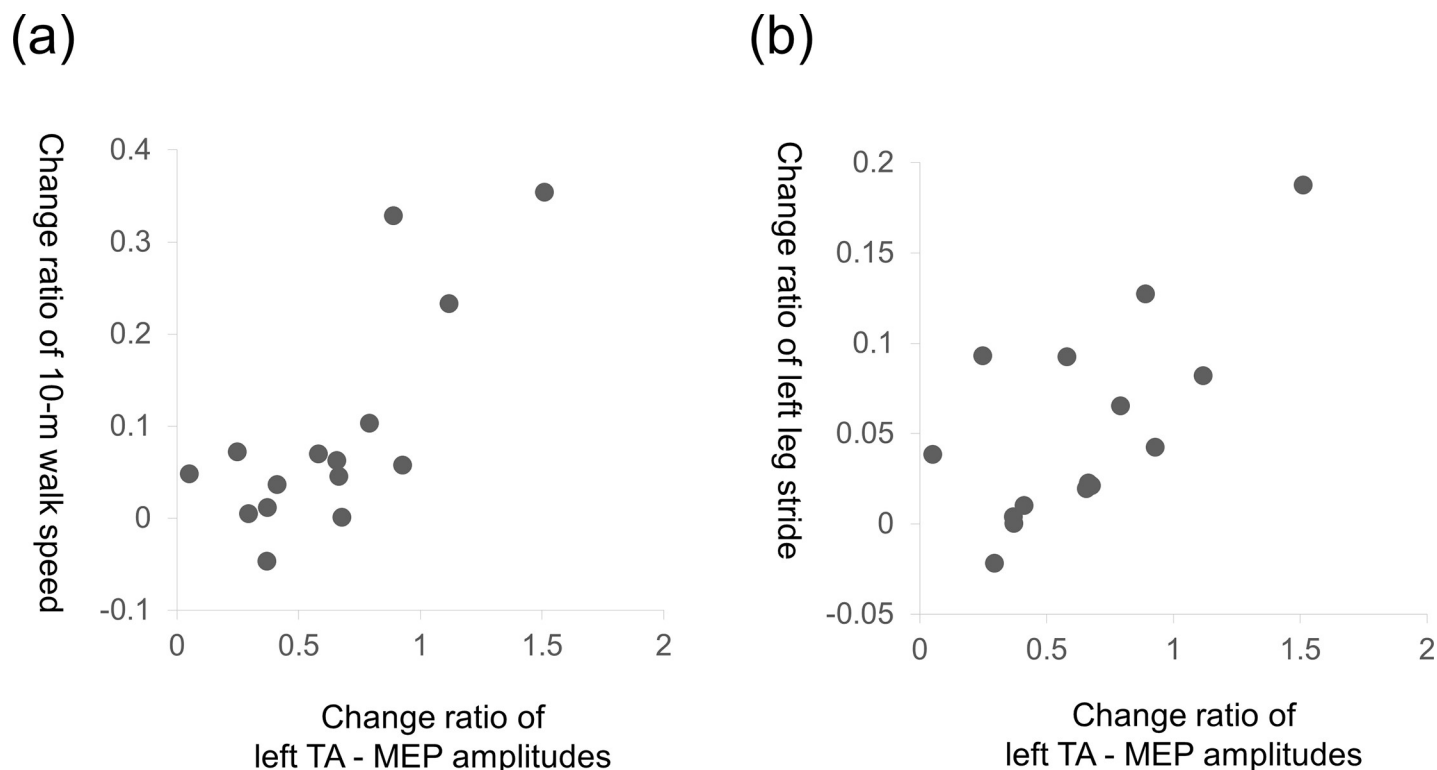 (a)
Change ratio of 10-m walk speed
0.4
0.3
0.2
0.1
0
-0.1
0 0.5 1 1.5 2
Change ratio of
left TA - MEP amplitudes
(b)
Change ratio of left leg stride
0.2
0.15
0.1
0.05
0
-0.05
0 0.5 1 1.5 2
Change ratio of
left TA - MEP amplitudes